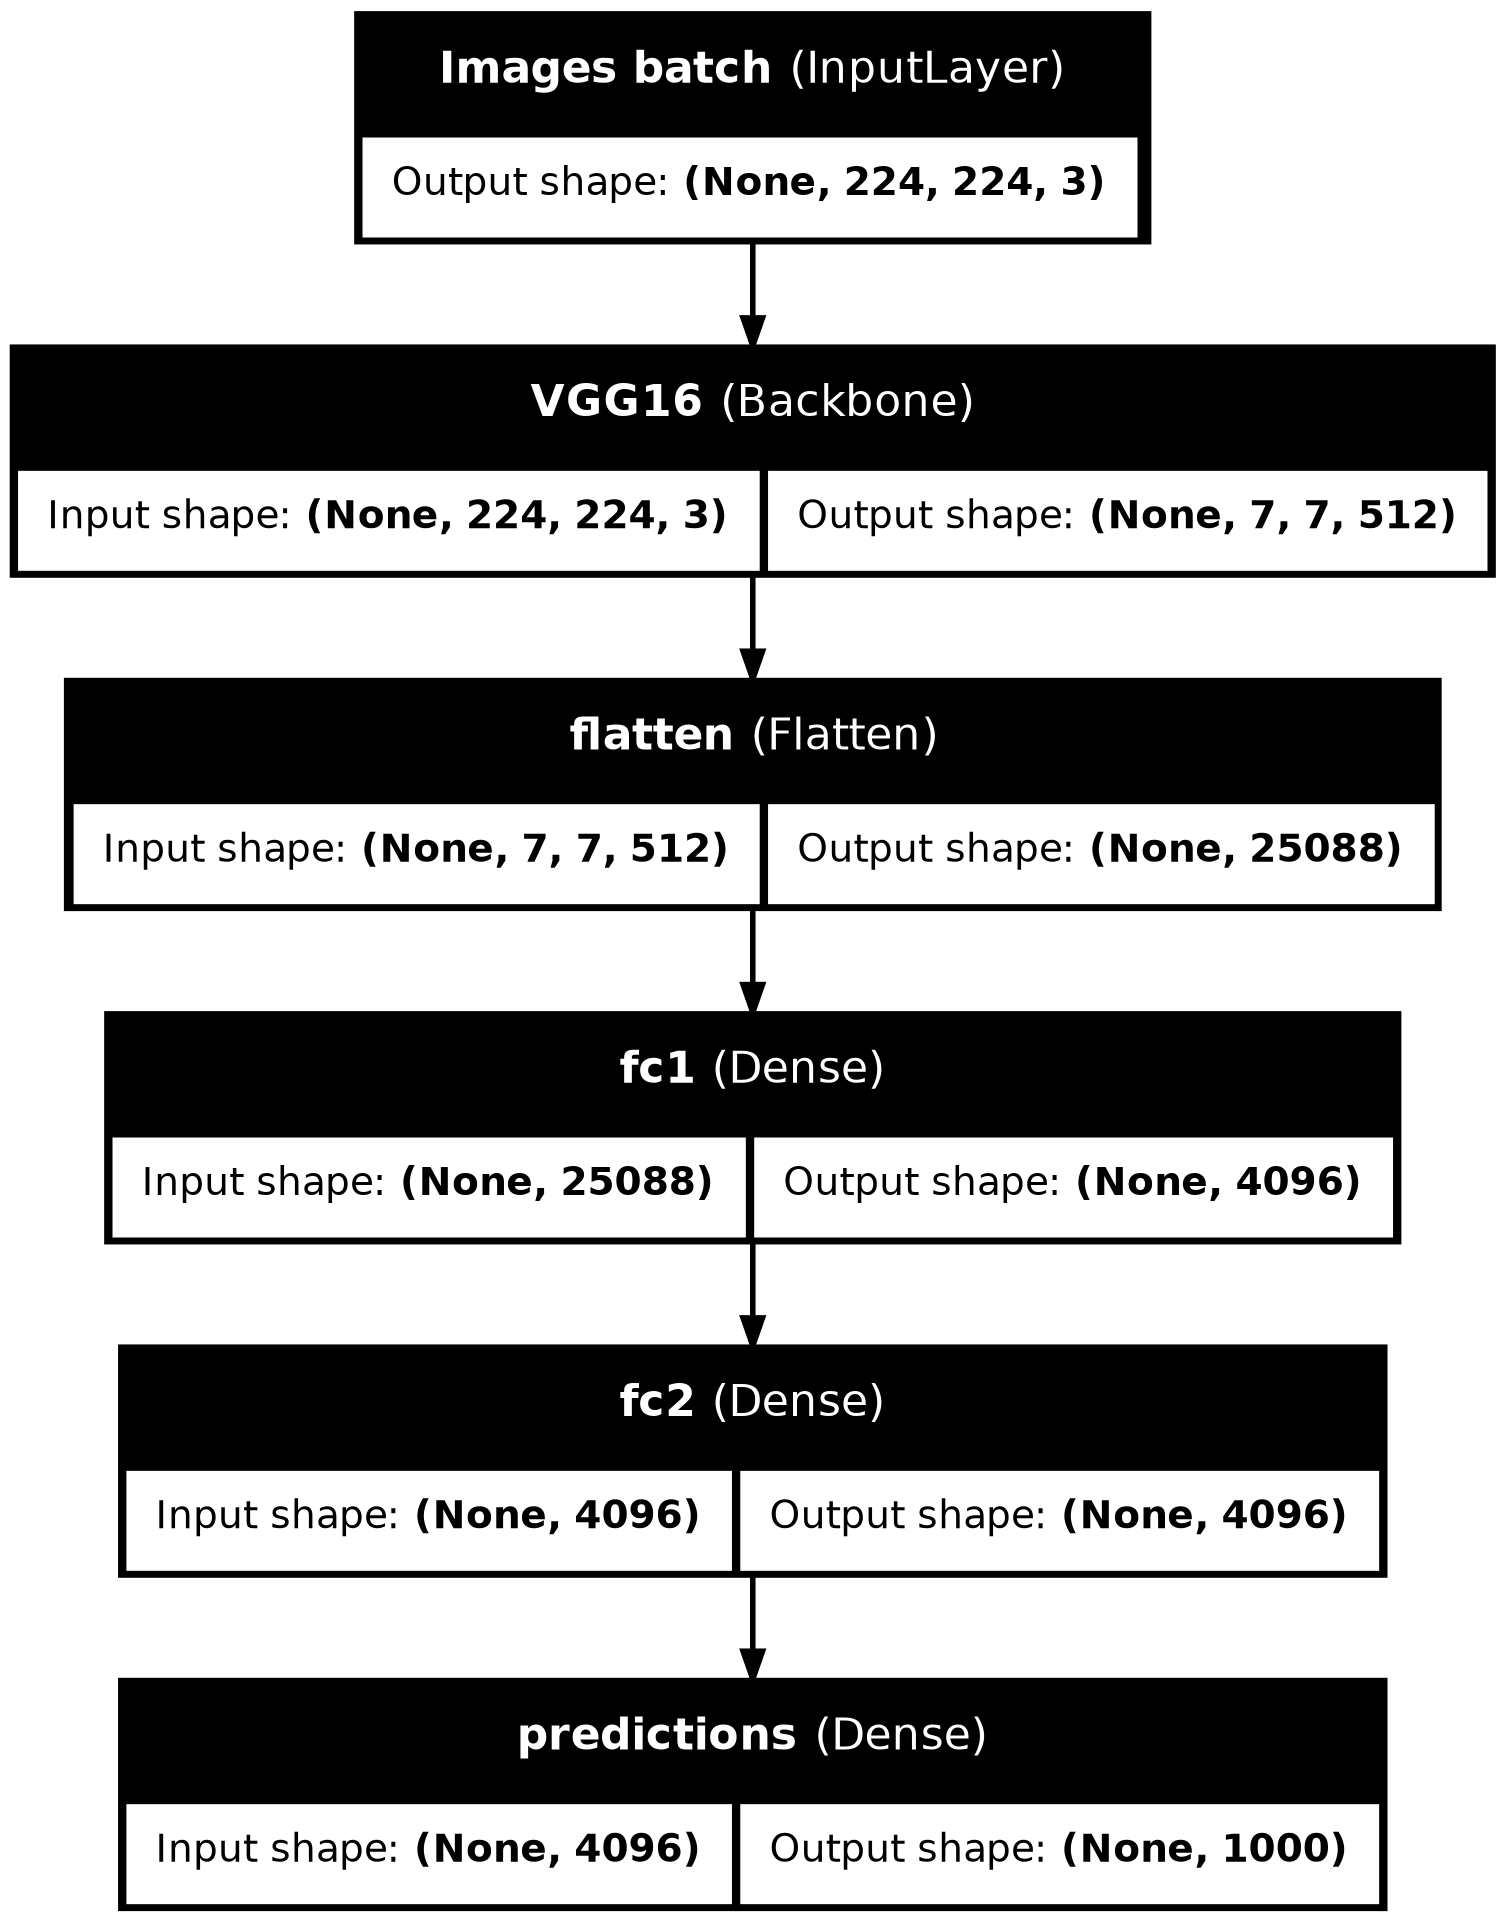 Images batch (InputLayer)
Output shape: (None, 224, 224, 3)
VGG16 (Backbone)
Input shape: (None, 224, 224, 3) Output shape: (None, 7, 7, 512)
flatten (Flatten)
Input shape: (None, 7, 7, 512) Output shape: (None, 25088)
fc1 (Dense)
Input shape: (None, 25088) Output shape: (None, 4096)
fc2 (Dense)
Input shape: (None, 4096) Output shape: (None, 4096)
predictions (Dense)
Input shape: (None, 4096) Output shape: (None, 1000)